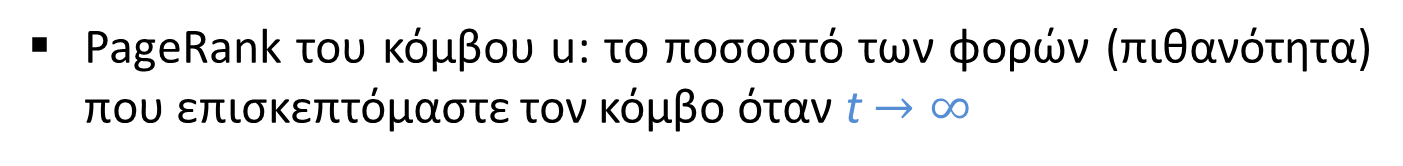 ▪ PageRank του κόμβου u: το ποσοστό των φορών (πιθανότητα)
που επισκεπτόμαστε τον κόμβο όταν t → ∞